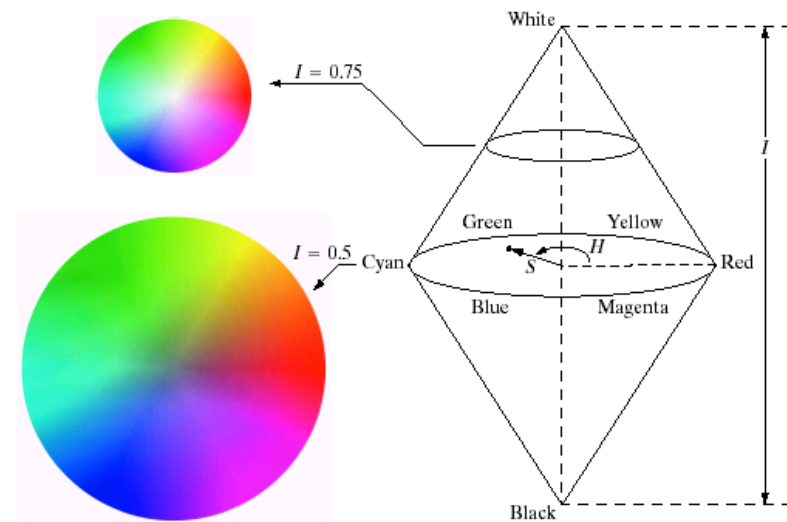 White
I = 0.75
I
Green Yellow
H
I = 0.5
Cyan S Red
Blue Magenta
Black